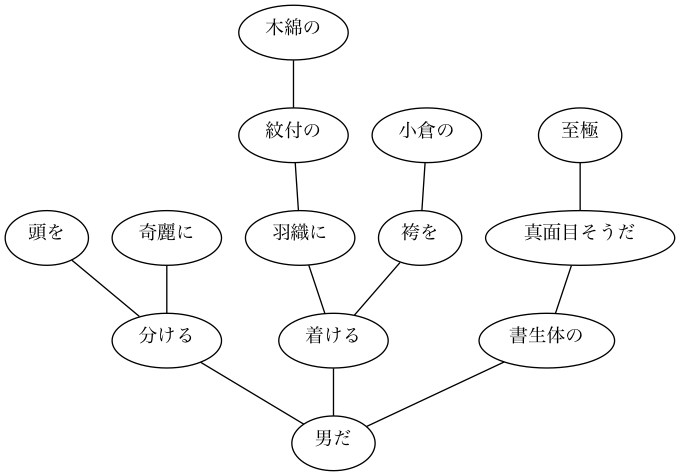 木綿の
紋付の
小倉の
至極
頭を
奇麗に
羽織に
袴を
真面目そうだ
分ける
着ける
書生体の
男だ